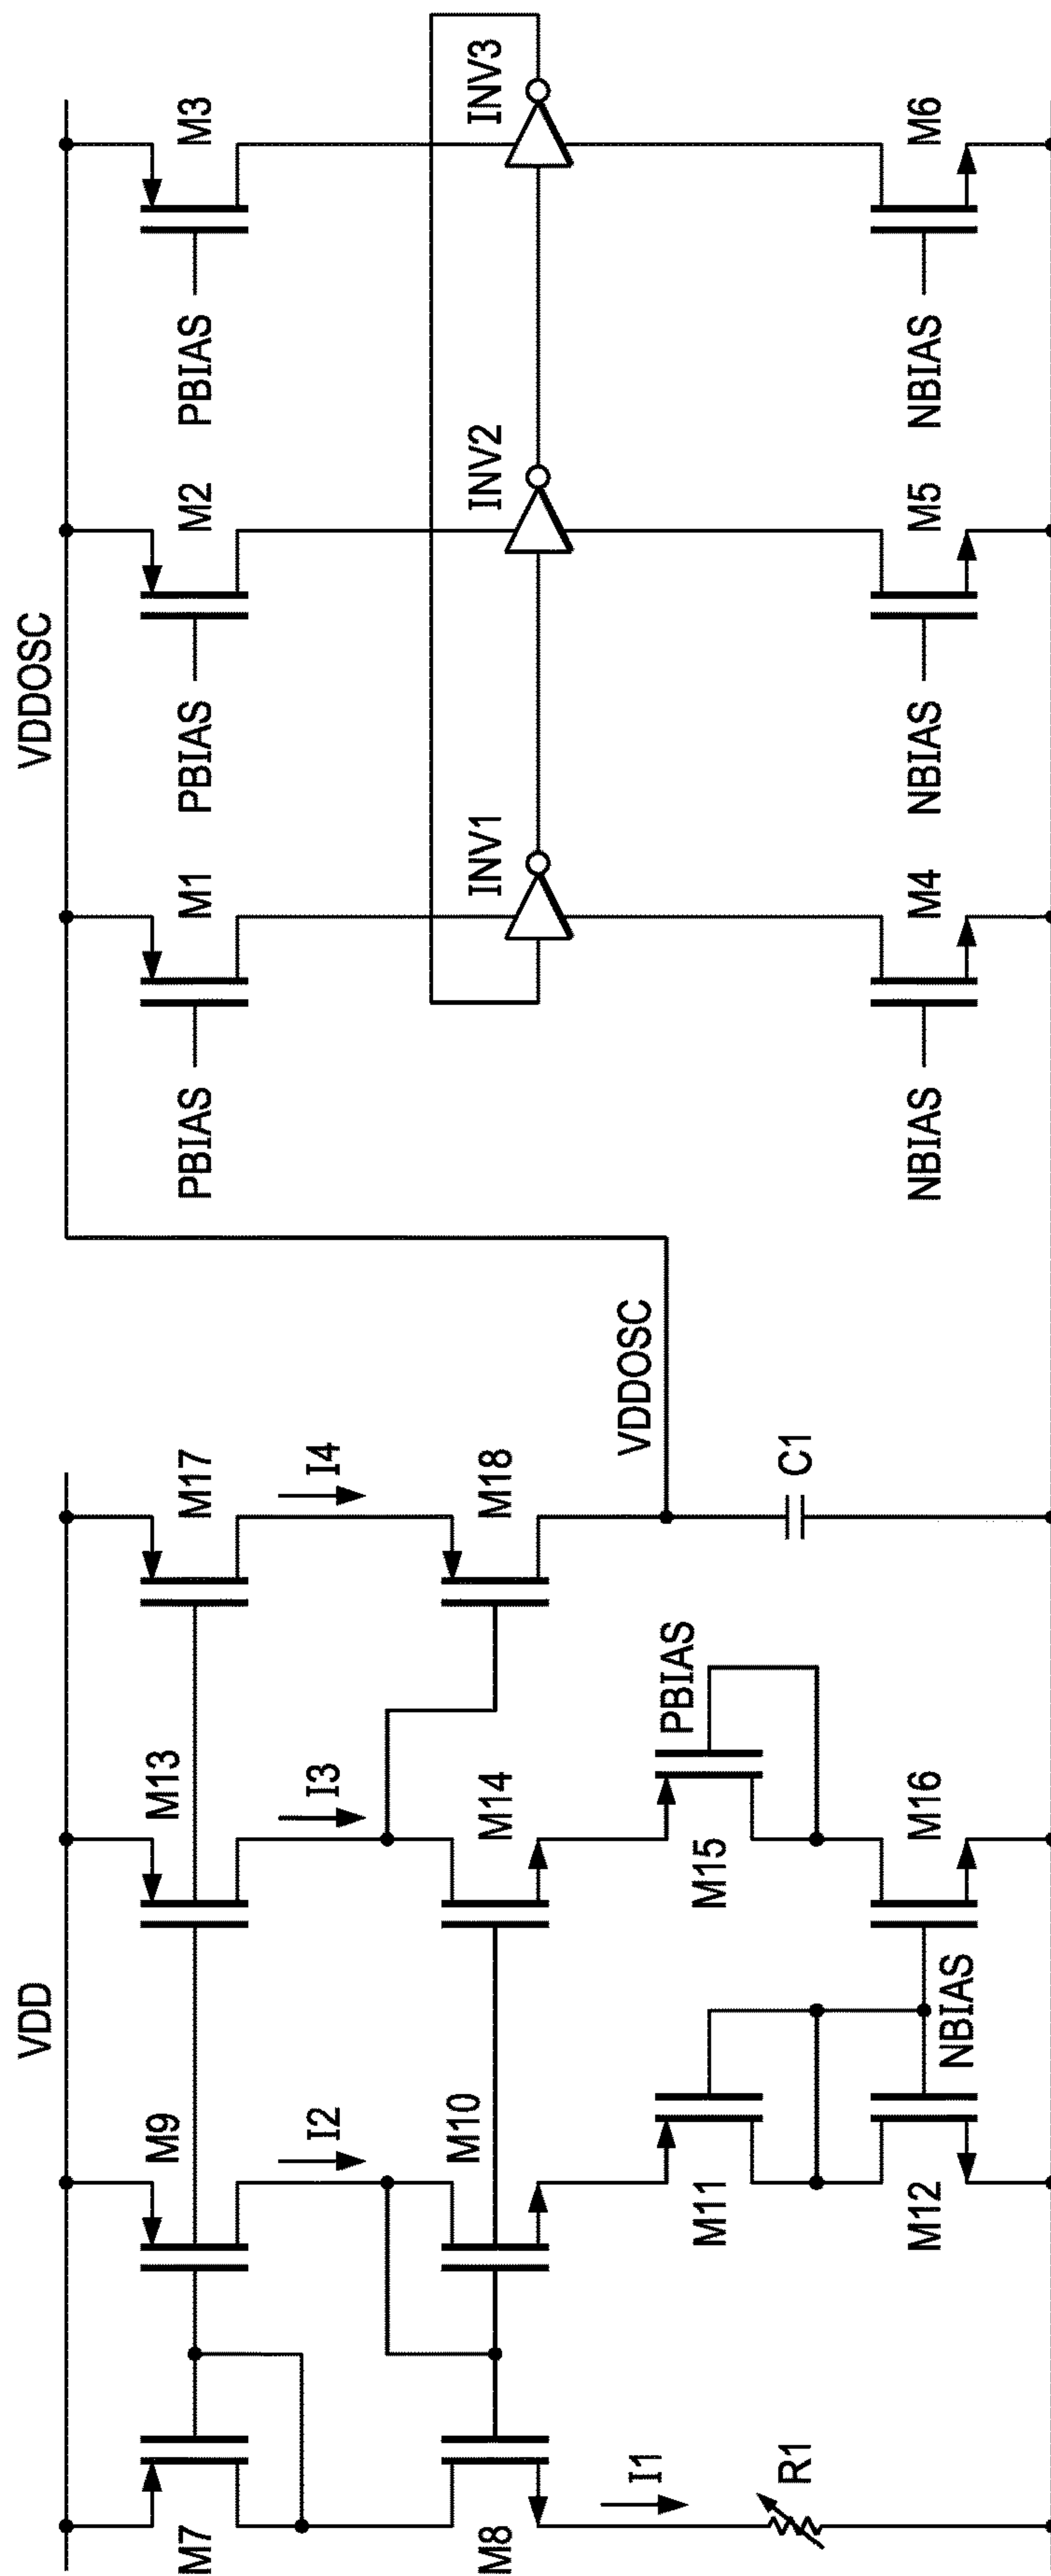 VDD
VDDOSC
M7
M9
M13
M17
M1
M2
M3
PBIAS
PBIAS
PBIAS
I2
I3
I4
M8
M10
M14
M18
INV1
INV2
INV3
I1
M11
M15
PBIAS
VDDOSC
R1
M12
NBIAS
M16
C1
M4
M5
M6
NBIAS
NBIAS
NBIAS